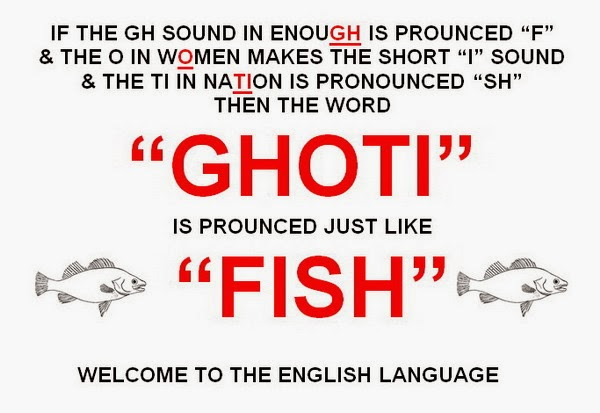 IF THE GH SOUND IN ENOUGH IS PROUNCED “F”
& THE O IN WOMEN MAKES THE SHORT “I” SOUND
& THE TI IN NATION IS PRONOUNCED “SH”
THEN THE WORD
“GHOTI”
IS PROUNCED JUST LIKE
“FISH”
WELCOME TO THE ENGLISH LANGUAGE